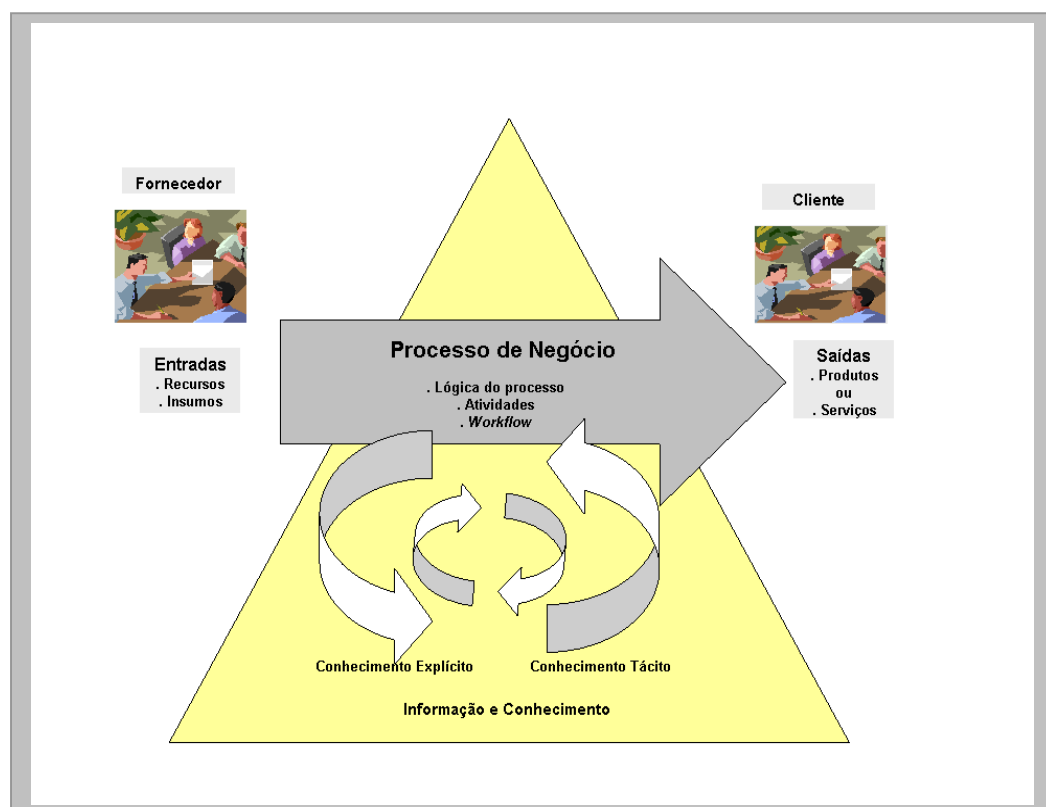 Fornecedor
Cliente
Entradas
. Recursos
. Insumos
Processo de Negócio
. Lógica do processo
. Atividades
. Workflow
Saídas
. Produtos
ou
. Serviços
Conhecimento Explícito
Conhecimento Tácito
Informação e Conhecimento